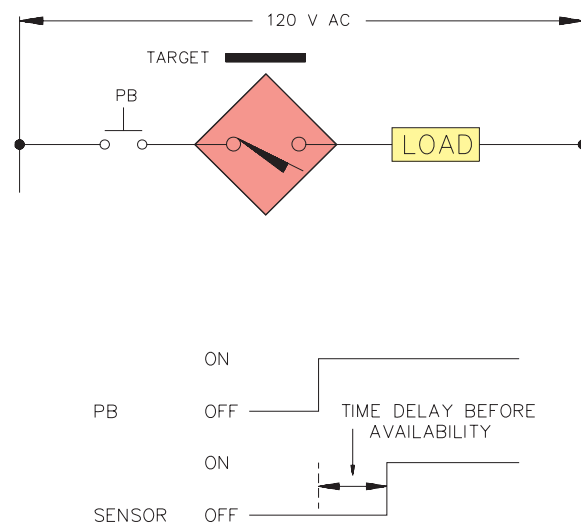 120 V AC
TARGET
PB
LOAD
ON
PB OFF
TIME DELAY BEFORE
AVAILABILITY
ON
SENSOR OFF